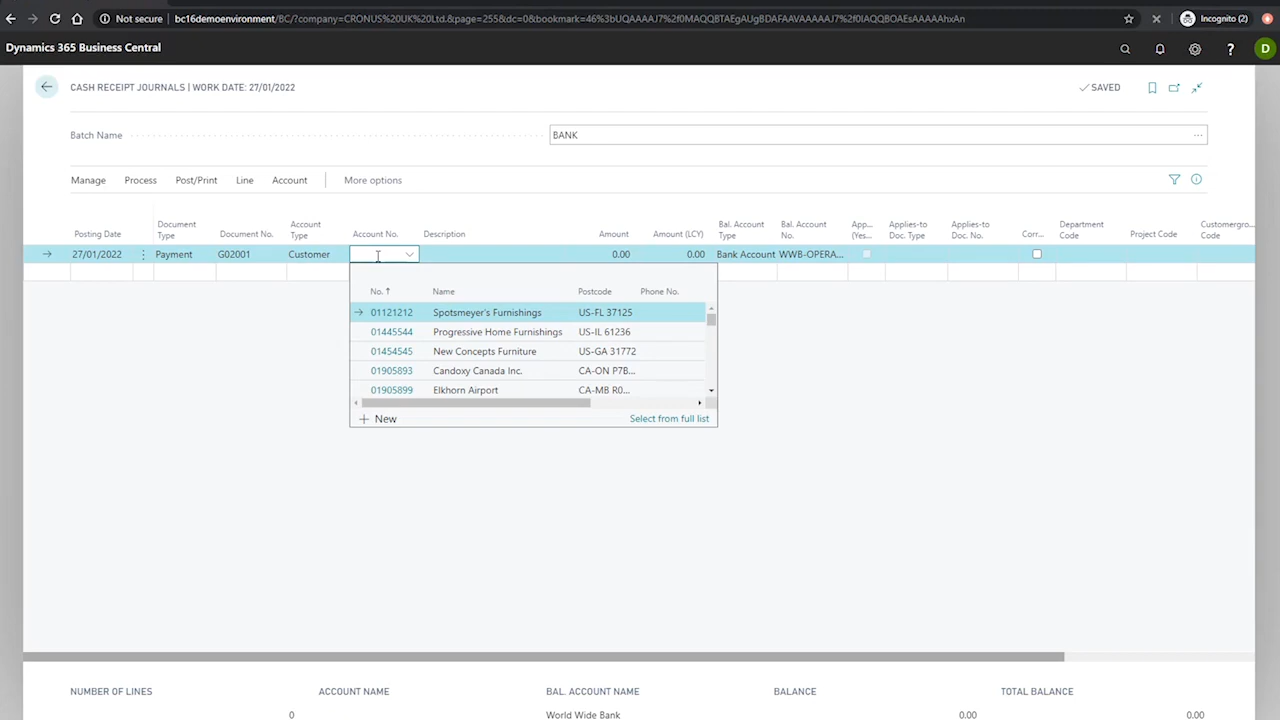 Not secure | bc16demoenvironment/BC/?company=CRONUS%20UK%20Ltd.&page=255&dc=0&bookmark=46%3bUQAAAAJ7%2f0MAQQBTAEgAUgBDAFAAVAAAAAJ7%2f0IAQQBOAEsAAAAAhxAn Incognito (2)
Dynamics 365 Business Central D
CASH RECEIPT JOURNALS | WORK DATE: 27/01/2022 SAVED
Batch Name BANK
Manage Process Post/Print Line Account More options
Posting Date Document Type Document No. Account Type Account No. Description Amount Amount (LCY) Bal. Account Type Bal. Account No. App... (Yes... Applies-to Doc. Type Applies-to Doc. No. Corr... Department Code Project Code Customergro... Code
27/01/2022 Payment G02001 Customer 0.00 0.00 Bank Account WWB-OPERA...
No. ↑ Name Postcode Phone No.
01121212 Spotsmeyer's Furnishings US-FL 37125
01445544 Progressive Home Furnishings US-IL 61236
01454545 New Concepts Furniture US-GA 31772
01905893 Candoxy Canada Inc. CA-ON P7B...
01905899 Elkhorn Airport CA-MB R0...
+ New Select from full list
NUMBER OF LINES ACCOUNT NAME BAL. ACCOUNT NAME BALANCE TOTAL BALANCE
0 World Wide Bank 0.00 0.00